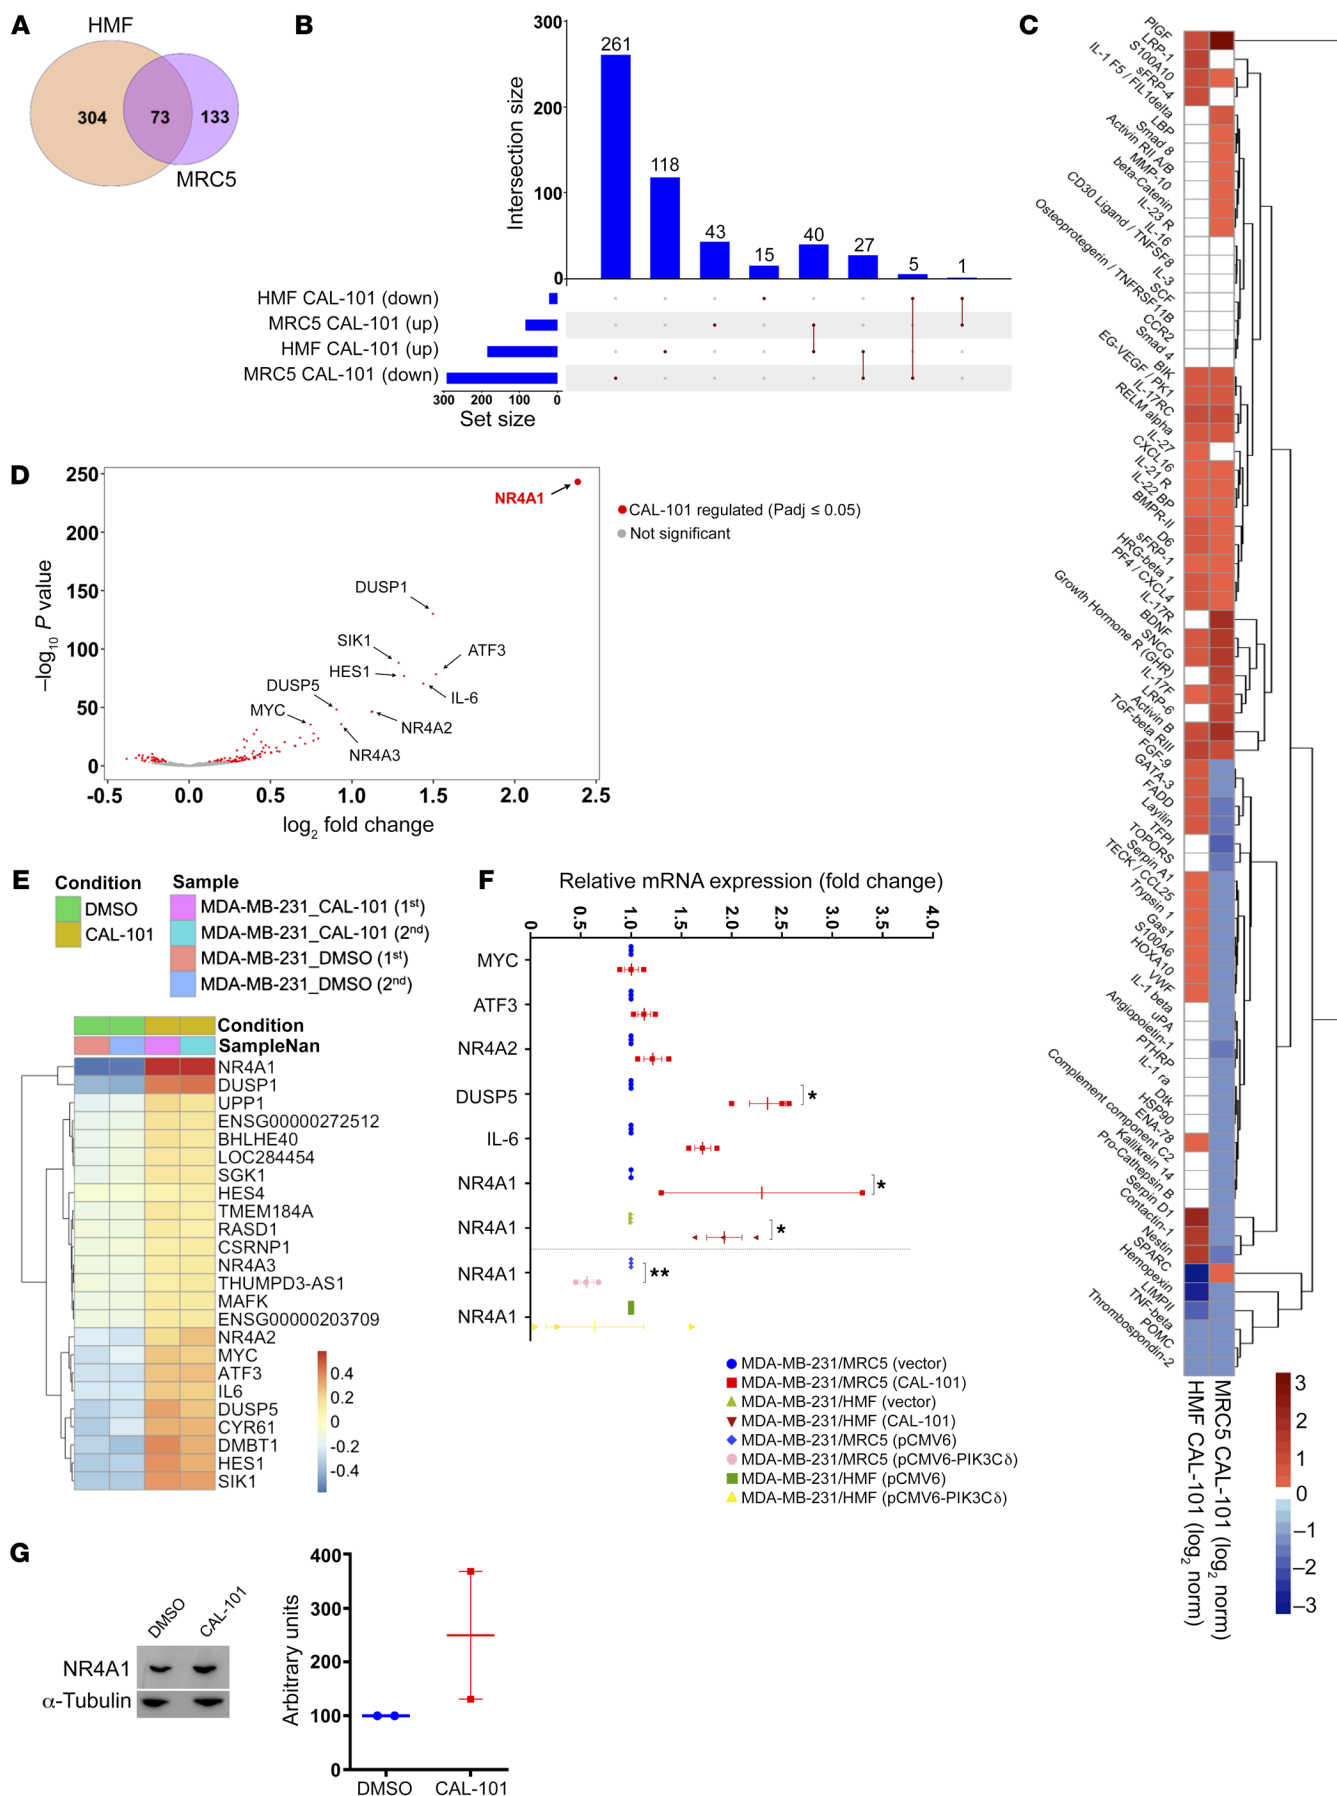 A
HMF
304
73
133
MRC5
B
300
200
100
0
Intersection size
261
118
43
15
40
27
5
1
HMF CAL-101 (down)
MRC5 CAL-101 (up)
HMF CAL-101 (up)
MRC5 CAL-101 (down)
300 200 100 0
Set size
C
PlGF
LRP-1
S100A10
sFRP-4
IL-1 F5 / FIL1delta
LBP
Smad 8
Activin RII A/B
MMP-10
beta-Catenin
IL-23 R
IL-16
CD30 Ligand / TNFSF8
IL-3
SCF
Osteoprotegerin / TNFRSF11B
CCR2
Smad 4
BIK
EG-VEGF / PK1
IL-17RC
RELM alpha
IL-27
CXCL16
IL-21 R
IL-22 BP
BMPR-II
D6
sFRP-1
HRG-beta 1
PF4 / CXCL4
IL-17R
BDNF
SNCG
Growth Hormone R (GHR)
IL-17F
LRP-6
Activin B
TGF-beta RIII
FGF-9
GATA-3
FADD
Layilin
TFPI
TOPORS
Serpin A1
TECK / CCL25
Trypsin 1
Gas1
S100A6
HOXA10
VWF
IL-1 beta
uPA
Angiopoietin-1
PTHRP
IL-1 ra
Dtk
HSP90
ENA-78
Complement component C2
Kallikrein 14
Pro-Cathepsin B
Serpin D1
Contactin-1
Nestin
SPARC
Hemopexin
LIMPII
TNF-beta
POMC
Thrombospondin-2
HMF CAL-101 (log2 norm)
MRC5 CAL-101 (log2 norm)
3
2
1
0
−1
−2
−3
D
250
200
150
100
50
0
–log10 P value
NR4A1
DUSP1
SIK1
ATF3
HES1
IL-6
DUSP5
MYC
NR4A2
NR4A3
-0.5 0.0 0.5 1.0 1.5 2.0 2.5
log2 fold change
CAL-101 regulated (Padj ≤ 0.05)
Not significant
E
Condition
DMSO
CAL-101
Sample
MDA-MB-231_CAL-101 (1st)
MDA-MB-231_CAL-101 (2nd)
MDA-MB-231_DMSO (1st)
MDA-MB-231_DMSO (2nd)
Condition
SampleNan
NR4A1
DUSP1
UPP1
ENSG00000272512
BHLHE40
LOC284454
SGK1
HES4
TMEM184A
RASD1
CSRNP1
NR4A3
THUMPD3-AS1
MAFK
ENSG00000203709
NR4A2
MYC
ATF3
IL6
DUSP5
CYR61
DMBT1
HES1
SIK1
0.4
0.2
0
-0.2
-0.4
F
Relative mRNA expression (fold change)
0 0.5 1.0 1.5 2.0 2.5 3.0 3.5 4.0
MYC
ATF3
NR4A2
DUSP5 *
IL-6
NR4A1 *
NR4A1 *
NR4A1 **
NR4A1
MDA-MB-231/MRC5 (vector)
MDA-MB-231/MRC5 (CAL-101)
MDA-MB-231/HMF (vector)
MDA-MB-231/HMF (CAL-101)
MDA-MB-231/MRC5 (pCMV6)
MDA-MB-231/MRC5 (pCMV6-PIK3Cδ)
MDA-MB-231/HMF (pCMV6)
MDA-MB-231/HMF (pCMV6-PIK3Cδ)
G
DMSO
CAL-101
NR4A1
α-Tubulin
Arbitrary units
400
300
200
100
0
DMSO CAL-101